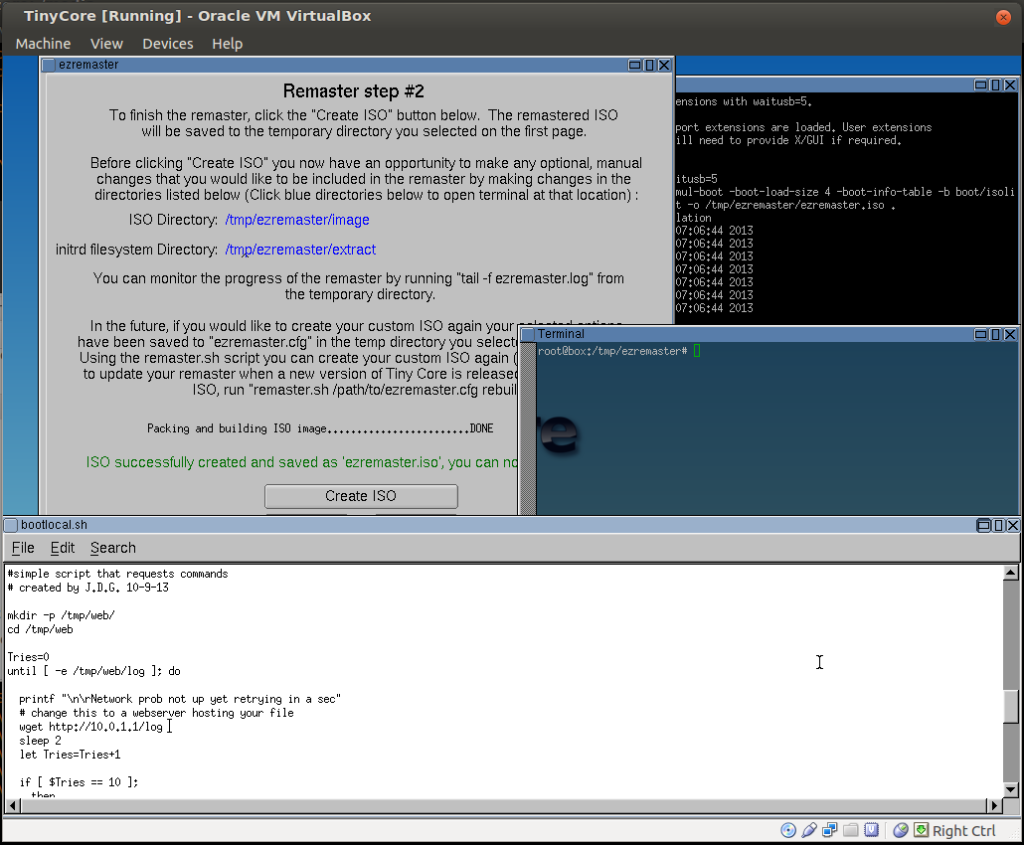 TinyCore [Running] - Oracle VM VirtualBox
Machine View Devices Help
ezremaster
Remaster step #2
To finish the remaster, click the "Create ISO" button below. The remastered ISO
will be saved to the temporary directory you selected on the first page.
Before clicking "Create ISO" you now have an opportunity to make any optional, manual
changes that you would like to be included in the remaster by making changes in the
directories listed below (Click blue directories below to open terminal at that location) :
ISO Directory: /tmp/ezremaster/image
initrd filesystem Directory: /tmp/ezremaster/extract
You can monitor the progress of the remaster by running "tail -f ezremaster.log" from
the temporary directory.
In the future, if you would like to create your custom ISO again your selected options
have been saved to "ezremaster.cfg" in the temp directory you selecte
Using the remaster.sh script you can create your custom ISO again (
to update your remaster when a new version of Tiny Core is released
ISO, run "remaster.sh /path/to/ezremaster.cfg rebuil
Packing and building ISO image........................DONE
ISO successfully created and saved as 'ezremaster.iso', you can no
Create ISO
ensions with waitusb=5.
port extensions are loaded. User extensions
ill need to provide X/GUI if required.
itusb=5
mul-boot -boot-load-size 4 -boot-info-table -b boot/isoli
t -o /tmp/ezremaster/ezremaster.iso .
lation
07:06:44 2013
07:06:44 2013
07:06:44 2013
07:06:44 2013
07:06:44 2013
07:06:44 2013
07:06:44 2013
Terminal
root@box:/tmp/ezremaster#
e
bootlocal.sh
File Edit Search
#simple script that requests commands
# created by J.D.G. 10-9-13
mkdir -p /tmp/web/
cd /tmp/web
Tries=0
until [ -e /tmp/web/log ]; do
printf "\n\rNetwork prob not up yet retrying in a sec"
# change this to a webserver hosting your file
wget http://10.0.1.1/log
sleep 2
let Tries=Tries+1
if [ $Tries == 10 ];
then
Right Ctrl